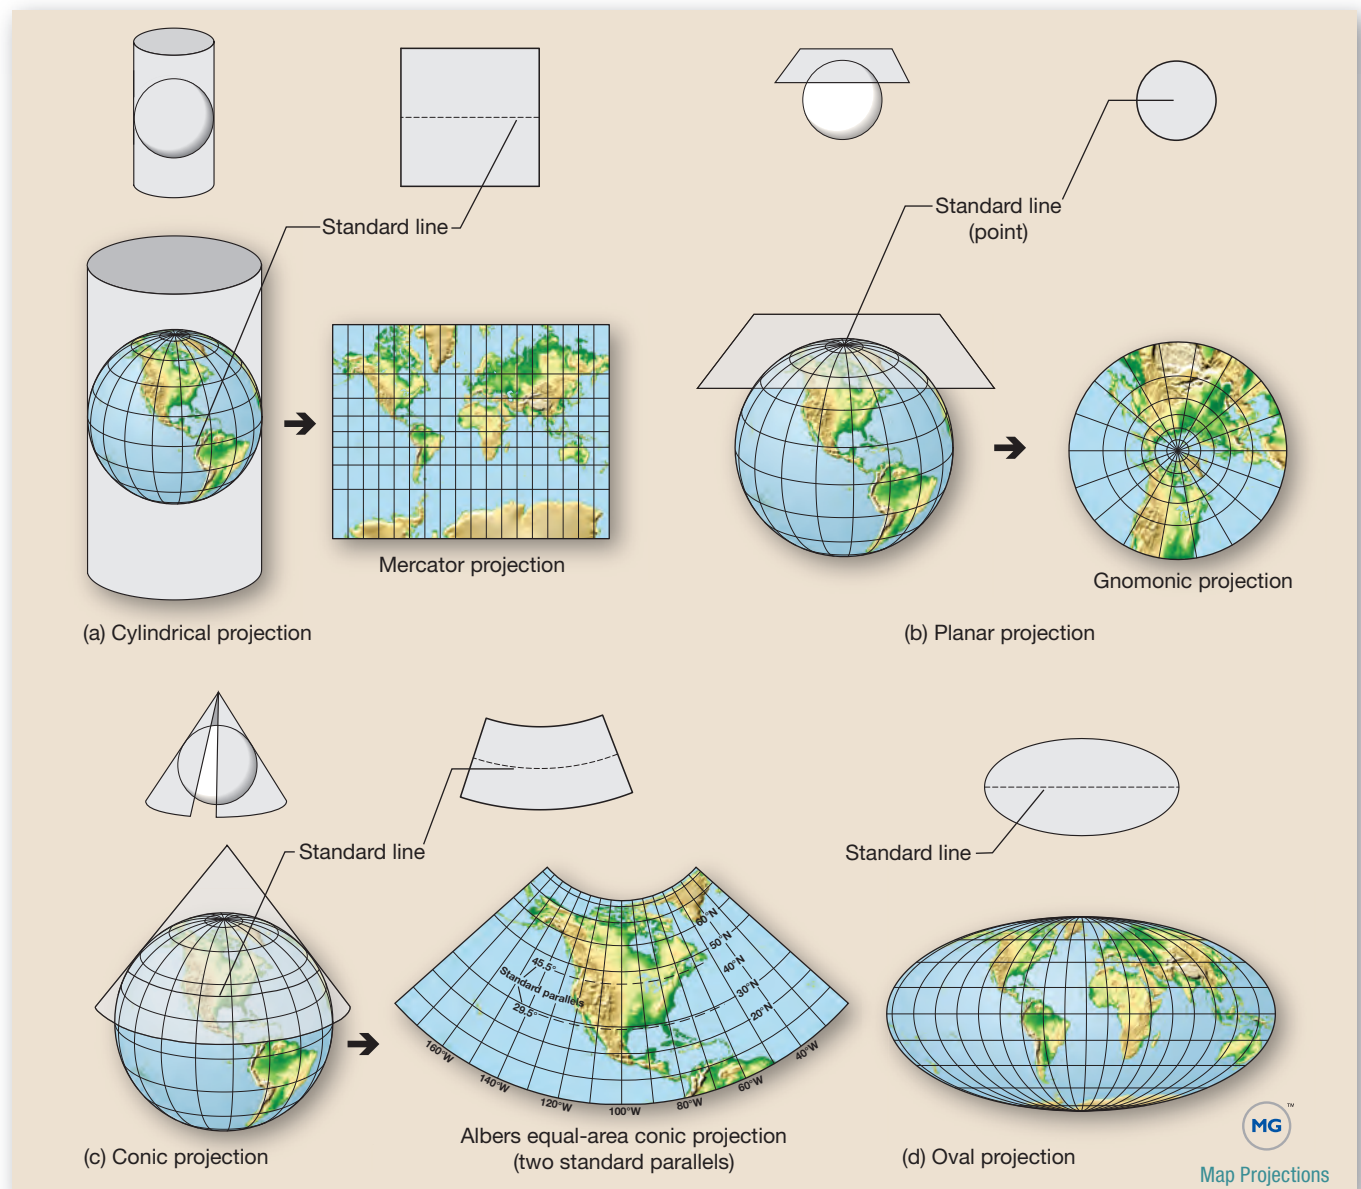 Standard line
Mercator projection
(a) Cylindrical projection
Standard line
(point)
Gnomonic projection
(b) Planar projection
Standard line
45.5°
Standard parallels
29.5°
60°N
50°N
40°N
30°N
20°N
160°W
140°W
120°W
100°W
80°W
60°W
40°W
Albers equal-area conic projection
(two standard parallels)
(c) Conic projection
Standard line
(d) Oval projection
MG™
Map Projections